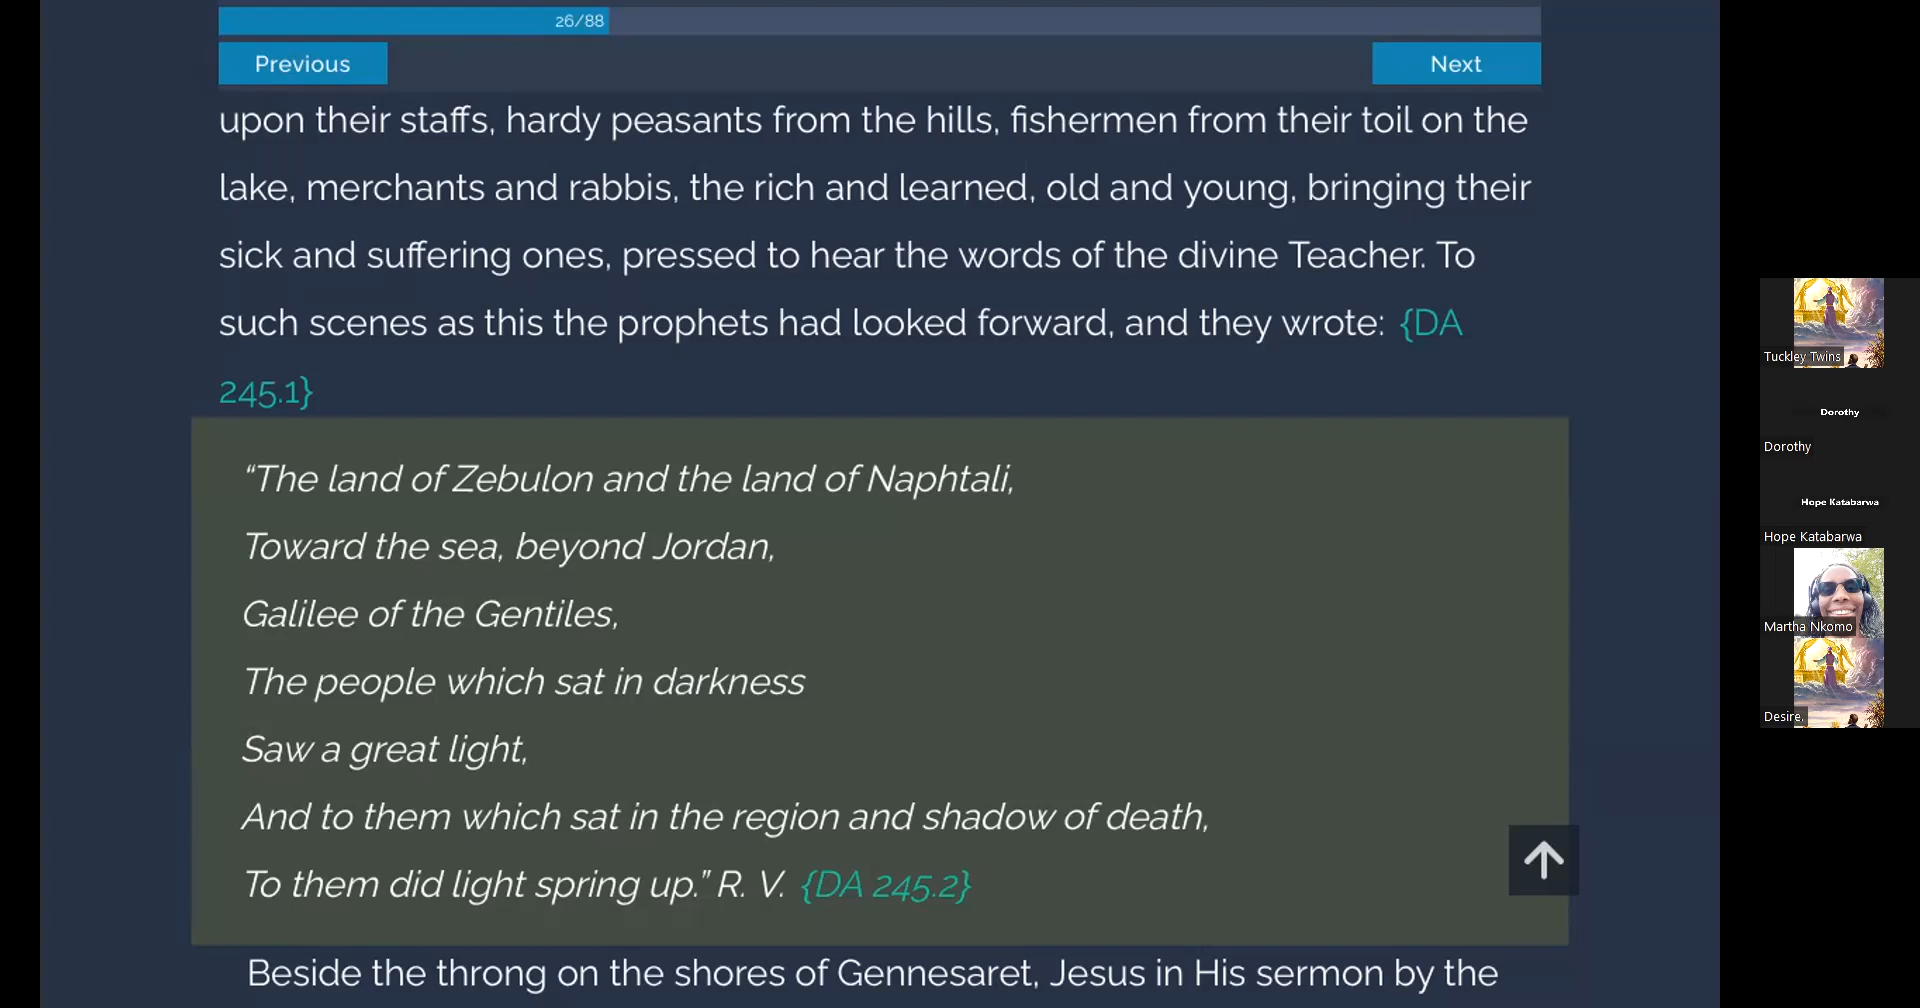 26/88
Previous
Next
upon their staffs, hardy peasants from the hills, fishermen from their toil on the
lake, merchants and rabbis, the rich and learned, old and young, bringing their
sick and suffering ones, pressed to hear the words of the divine Teacher. To
such scenes as this the prophets had looked forward, and they wrote: {DA
245.1}
“The land of Zebulon and the land of Naphtali,
Toward the sea, beyond Jordan,
Galilee of the Gentiles,
The people which sat in darkness
Saw a great light,
And to them which sat in the region and shadow of death,
To them did light spring up.” R. V. {DA 245.2}
Beside the throng on the shores of Gennesaret, Jesus in His sermon by the
Tuckley Twins
Dorothy
Dorothy
Hope Katabarwa
Hope Katabarwa
Martha Nkomo
Desire.